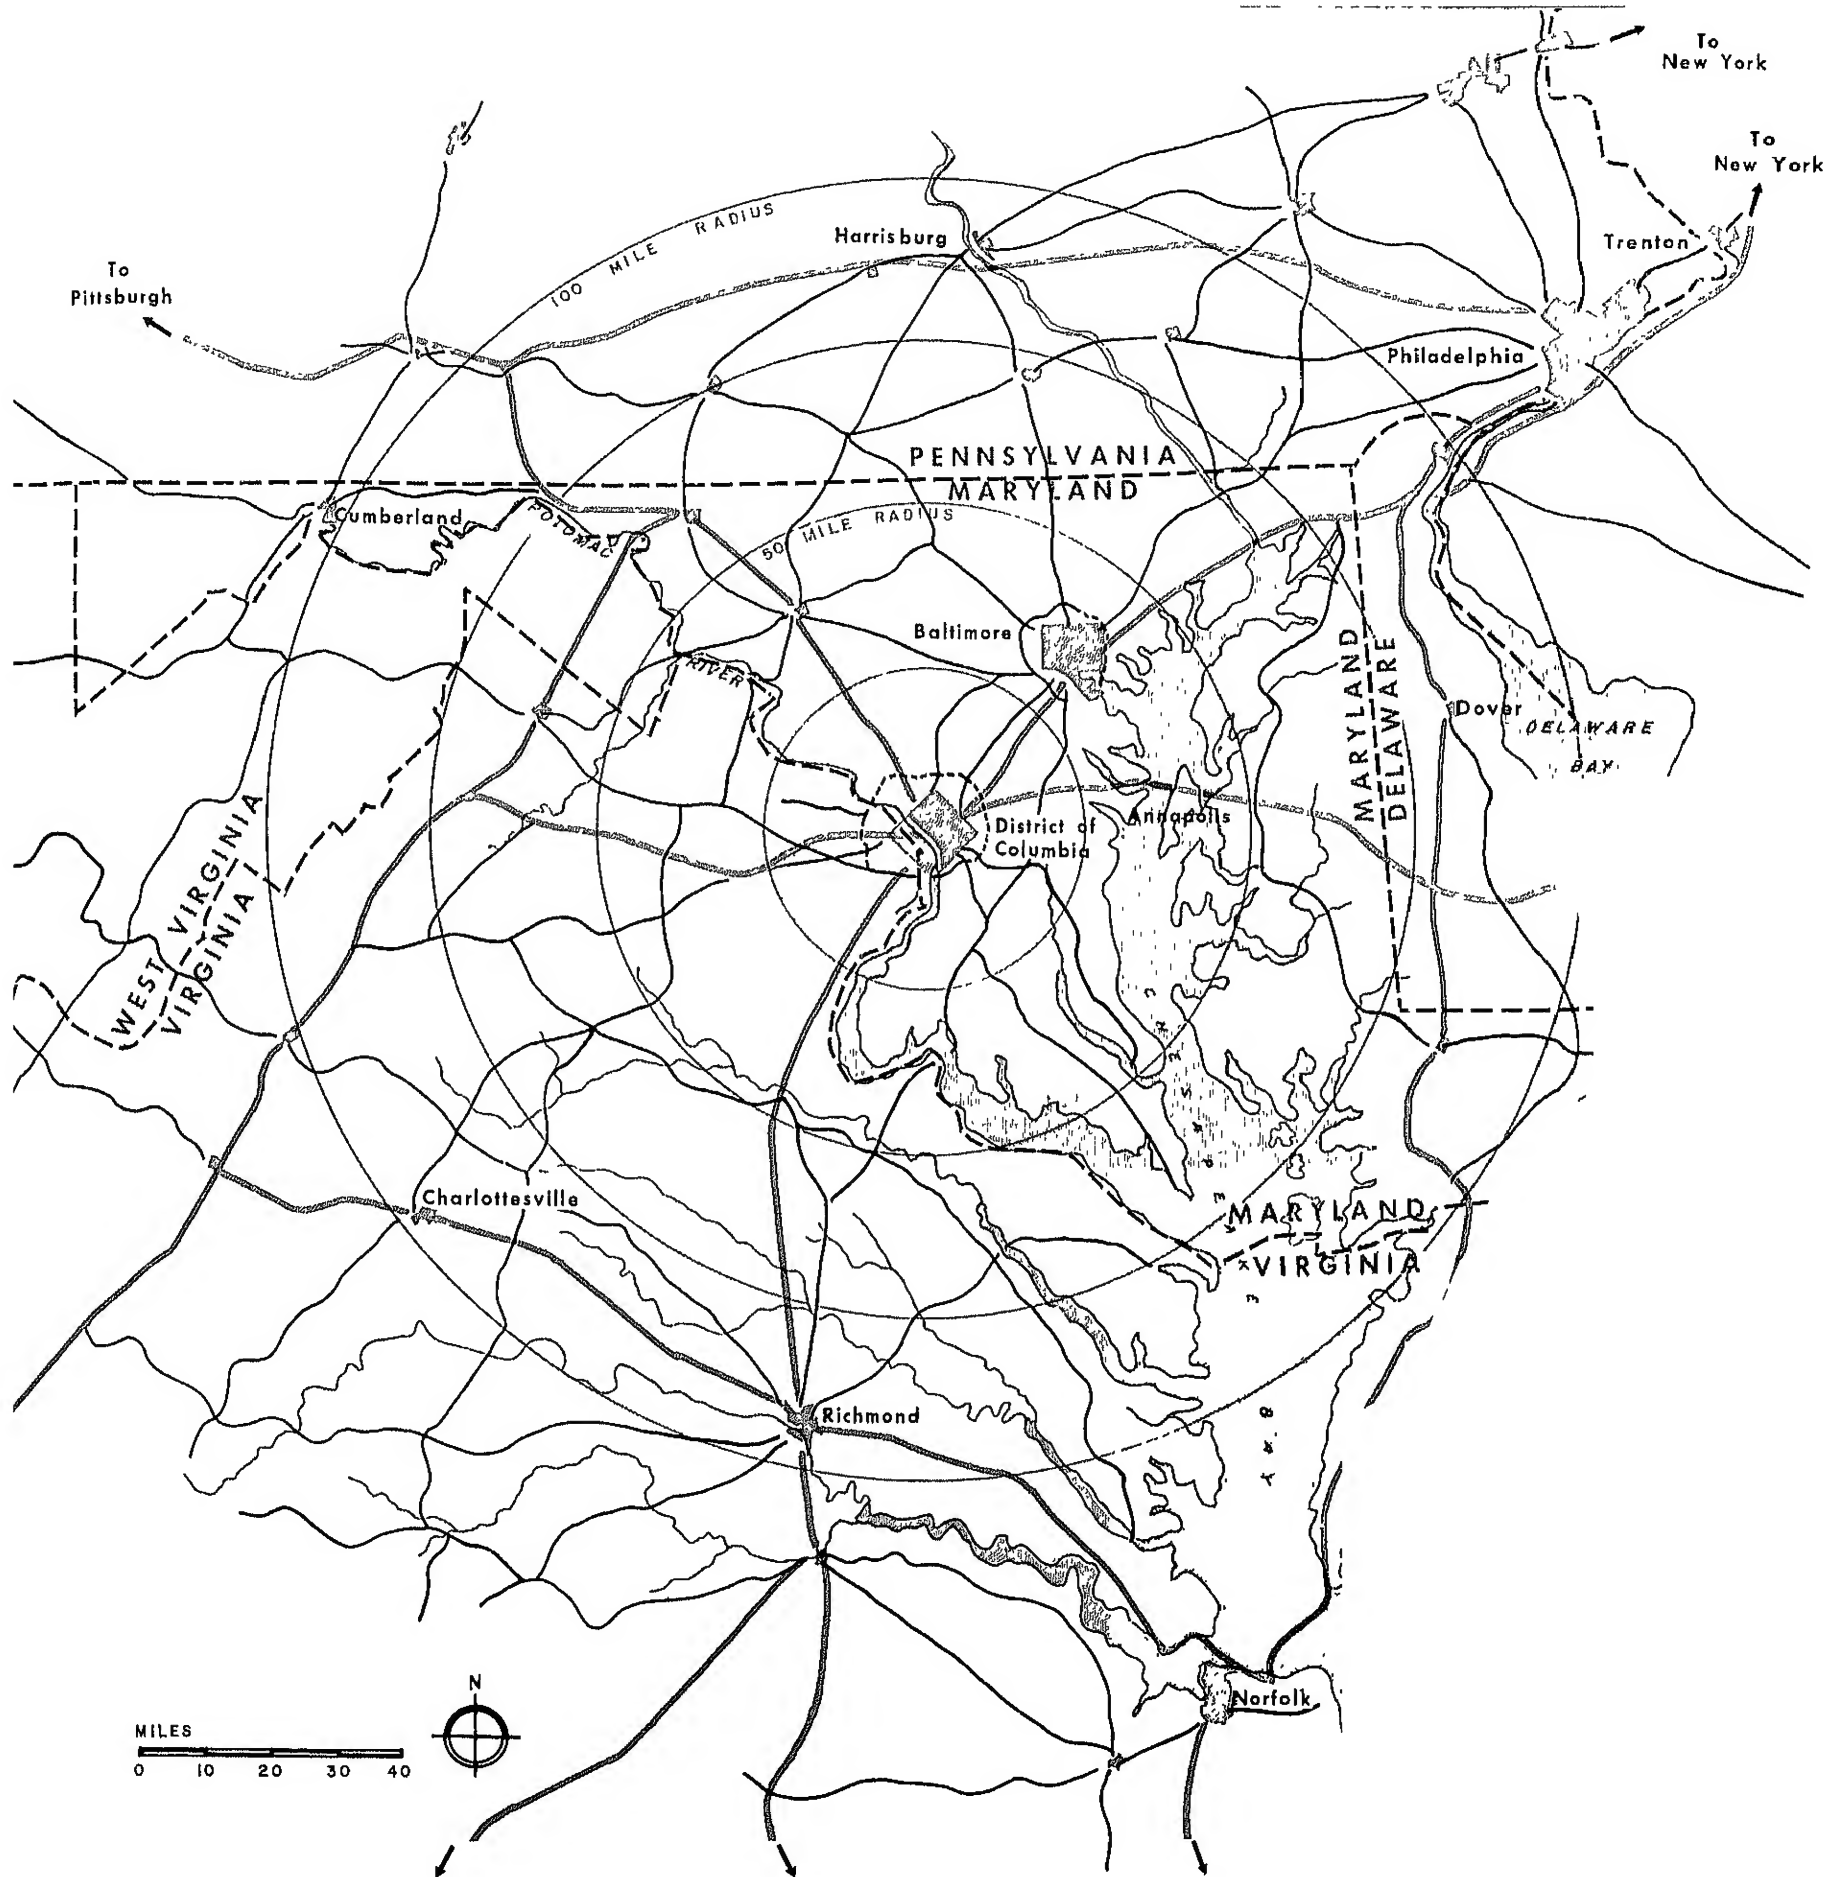 To
New York
To
New York
100 MILE RADIUS
Harrisburg
Trenton
To
Pittsburgh
Philadelphia
PENNSYLVANIA
MARYLAND
Cumberland
POTOMAC
50 MILE RADIUS
Baltimore
RIVER
MARYLAND
DELAWARE
Dover
DELAWARE
BAY
Annapolis
District of
Columbia
WEST VIRGINIA
VIRGINIA
CHESAPEAKE
Charlottesville
MARYLAND
VIRGINIA
BAY
Richmond
N
Norfolk
MILES
0 10 20 30 40